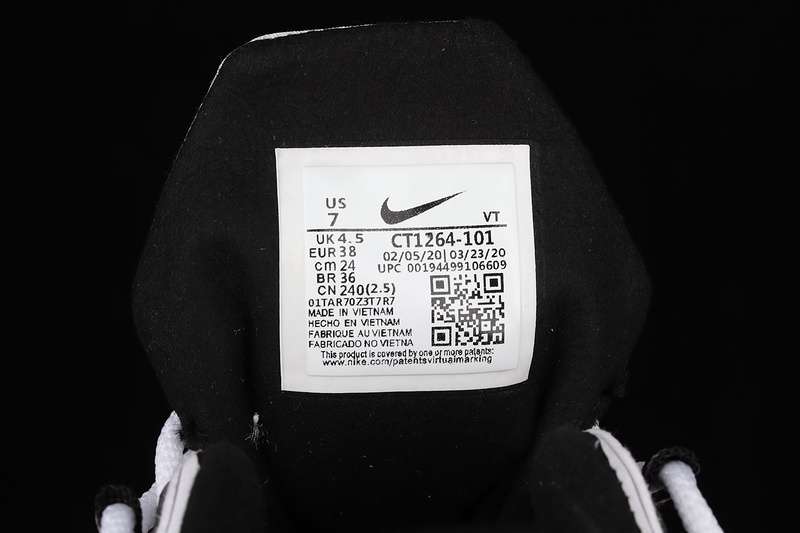 US
7
VT
UK 4.5
EUR 38
cm 24
BR 36
CN 240(2.5)
CT1264-101
02/05/20 | 03/23/20
UPC 00194499106609
01TAR70Z3T7R7
MADE IN VIETNAM
HECHO EN VIETNAM
FABRIQUE AU VIETNAM
FABRICADO NO VIETNA
This product is covered by one or more patents:
www.nike.com/patentsvirtualmarking